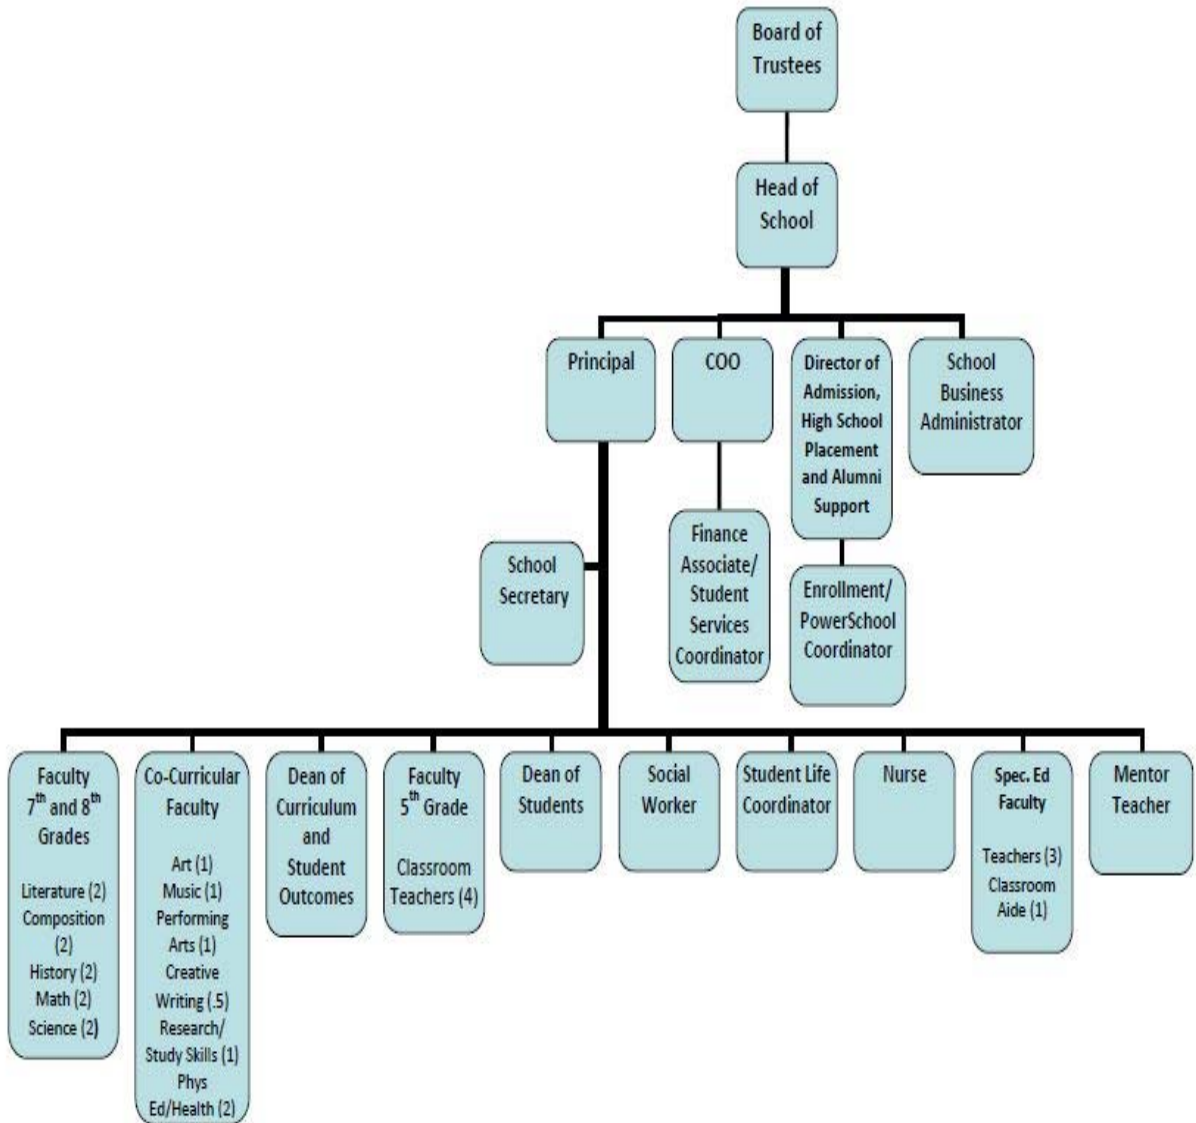 Board of
Trustees
Head of
School
Principal
COO
Director of
Admission,
High School
Placement
and Alumni
Support
School
Business
Administrator
School
Secretary
Finance
Associate/
Student
Services
Coordinator
Enrollment/
PowerSchool
Coordinator
Faculty
7th and 8th
Grades
Literature (2)
Composition
(2)
History (2)
Math (2)
Science (2)
Co-Curricular
Faculty
Art (1)
Music (1)
Performing
Arts (1)
Creative
Writing (.5)
Research/
Study Skills (1)
Phys
Ed/Health (2)
Dean of
Curriculum
and
Student
Outcomes
Faculty
5th Grade
Classroom
Teachers (4)
Dean of
Students
Social
Worker
Student Life
Coordinator
Nurse
Spec. Ed
Faculty
Teachers (3)
Classroom
Aide (1)
Mentor
Teacher